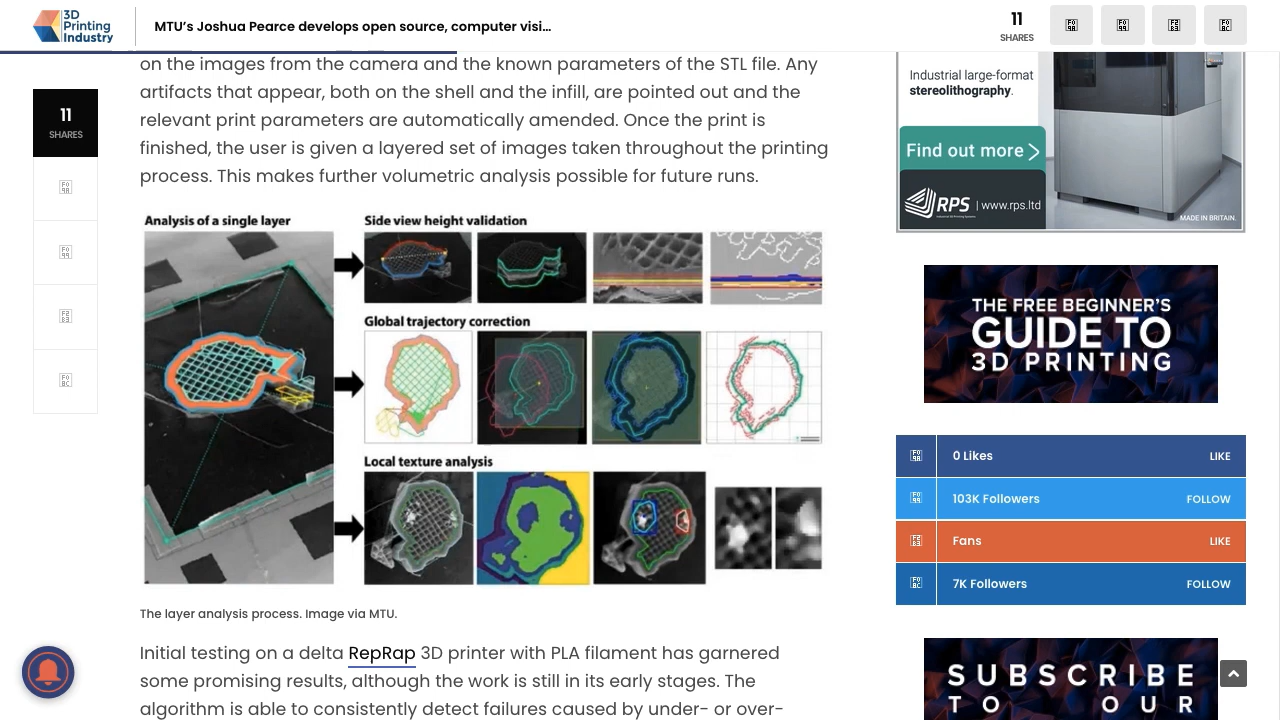 3D
Printing
Industry
MTU's Joshua Pearce develops open source, computer visi...
11
SHARES
11
SHARES
on the images from the camera and the known parameters of the STL file. Any
artifacts that appear, both on the shell and the infill, are pointed out and the
relevant print parameters are automatically amended. Once the print is
finished, the user is given a layered set of images taken throughout the printing
process. This makes further volumetric analysis possible for future runs.
Analysis of a single layer
Side view height validation
Global trajectory correction
Local texture analysis
The layer analysis process. Image via MTU.
Initial testing on a delta RepRap 3D printer with PLA filament has garnered
some promising results, although the work is still in its early stages. The
algorithm is able to consistently detect failures caused by under- or over-
Industrial large-format
stereolithography.
Find out more
RPS | www.rps.ltd
MADE IN BRITAIN.
THE FREE BEGINNER'S
GUIDE TO
3D PRINTING
0 Likes LIKE
103K Followers FOLLOW
Fans LIKE
7K Followers FOLLOW
SUBSCRIBE
TO OUR